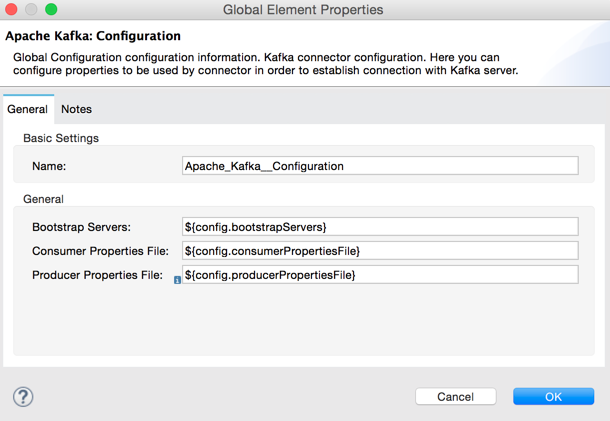 Global Element Properties
Apache Kafka: Configuration
Global Configuration configuration information. Kafka connector configuration. Here you can
configure properties to be used by connector in order to establish connection with Kafka server.
General Notes
Basic Settings
Name: Apache_Kafka__Configuration
General
Bootstrap Servers: ${config.bootstrapServers}
Consumer Properties File: ${config.consumerPropertiesFile}
Producer Properties File: i ${config.producerPropertiesFile}
? Cancel OK